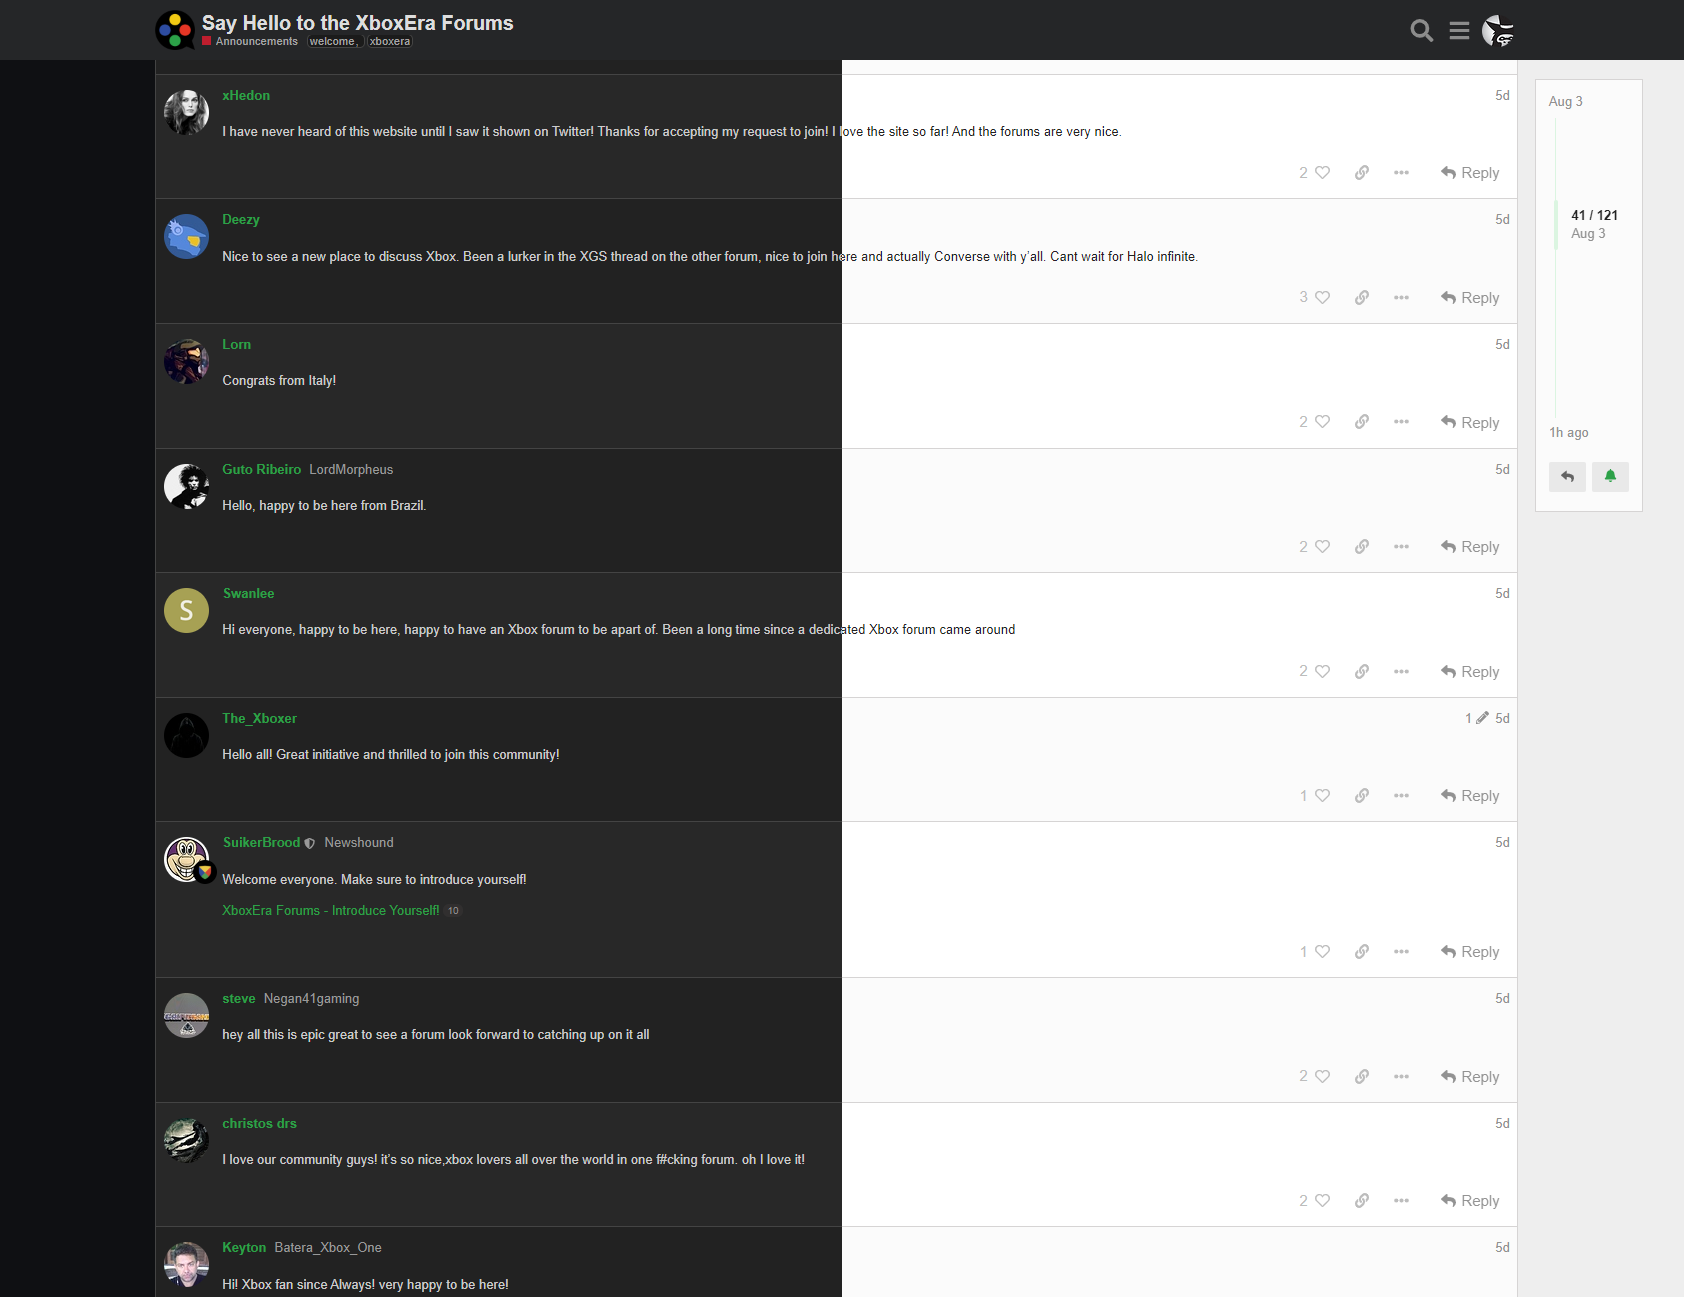 Say Hello to the XboxEra Forums
Announcements welcome, xboxera
xHedon 5d
I have never heard of this website until I saw it shown on Twitter! Thanks for accepting my request to join! I love the site so far! And the forums are very nice.
2 Reply
Deezy 5d
Nice to see a new place to discuss Xbox. Been a lurker in the XGS thread on the other forum, nice to join here and actually Converse with y'all. Cant wait for Halo infinite.
3 Reply
Lorn 5d
Congrats from Italy!
2 Reply
Guto Ribeiro LordMorpheus 5d
Hello, happy to be here from Brazil.
2 Reply
S
Swanlee 5d
Hi everyone, happy to be here, happy to have an Xbox forum to be apart of. Been a long time since a dedicated Xbox forum came around
2 Reply
The_Xboxer 1 5d
Hello all! Great initiative and thrilled to join this community!
1 Reply
SuikerBrood Newshound 5d
Welcome everyone. Make sure to introduce yourself!
XboxEra Forums - Introduce Yourself! 10
1 Reply
steve Negan41gaming 5d
hey all this is epic great to see a forum look forward to catching up on it all
2 Reply
christos drs 5d
I love our community guys! it's so nice,xbox lovers all over the world in one f#cking forum. oh I love it!
2 Reply
Keyton Batera_Xbox_One 5d
Hi! Xbox fan since Always! very happy to be here!
Aug 3
41 / 121
Aug 3
1h ago